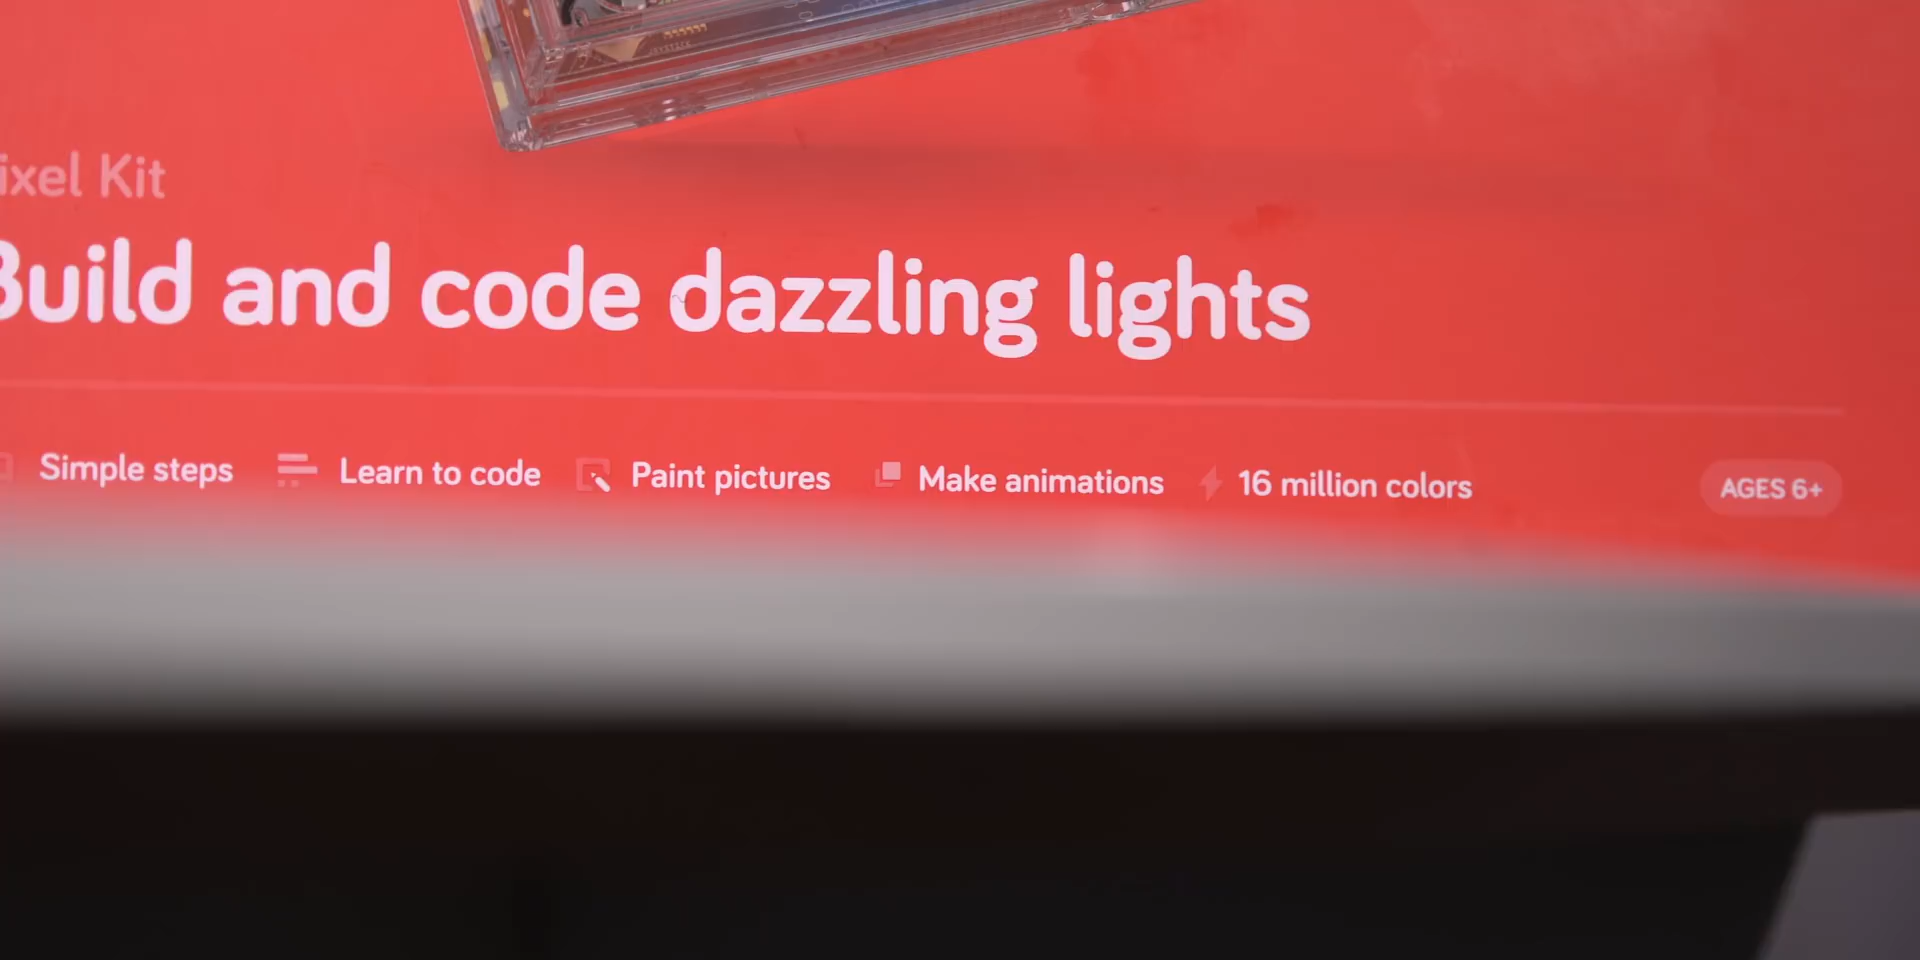 ixel Kit
Build and code dazzling lights
Simple steps Learn to code Paint pictures Make animations 16 million colors AGES 6+